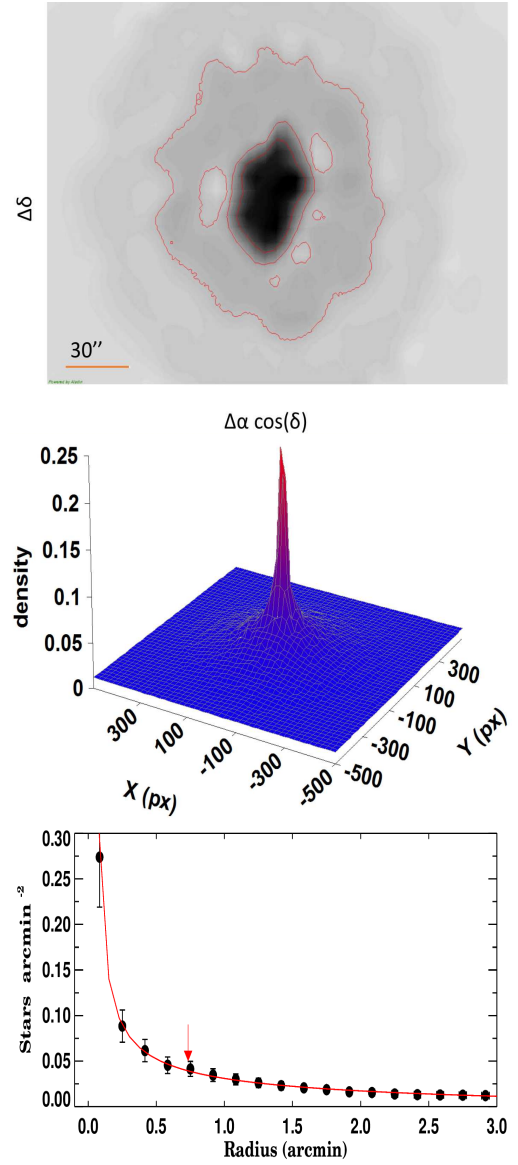 Δδ
30’’
Powered by Aladin
Δα cos(δ)
0.25
0.2
0.15
0.1
0.05
0
density
300
100
-100
-300
-500
X (px)
300
100
-100
-300
-500
Y (px)
0.30
0.25
0.20
0.15
0.10
0.05
0.00
Stars arcmin -2
0.0 0.5 1.0 1.5 2.0 2.5 3.0
Radius (arcmin)